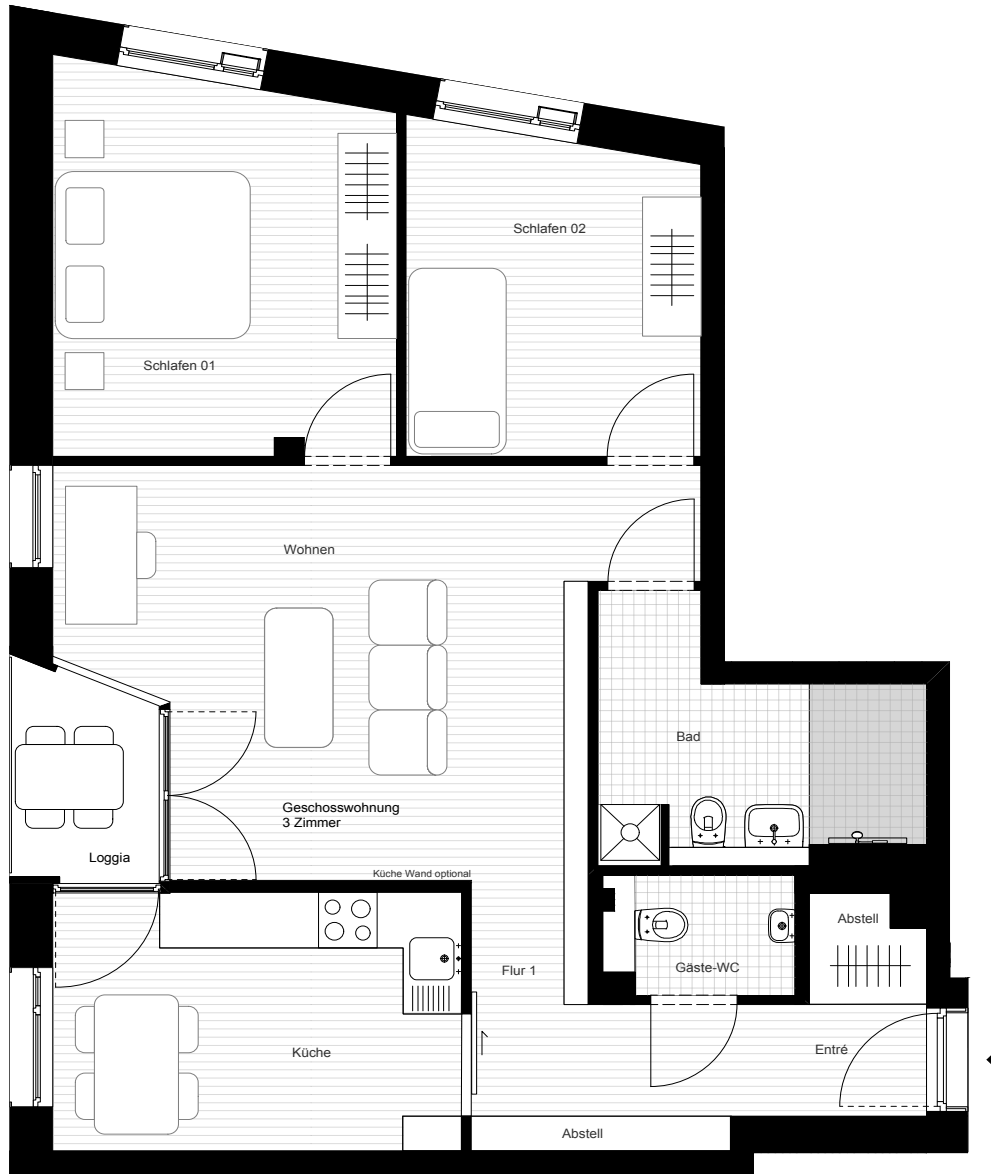 Schlafen 02
Schlafen 01
Wohnen
Bad
Geschosswohnung
3 Zimmer
Loggia
Küche Wand optional
Abstell
Flur 1
Gäste-WC
Küche
Entré
Abstell